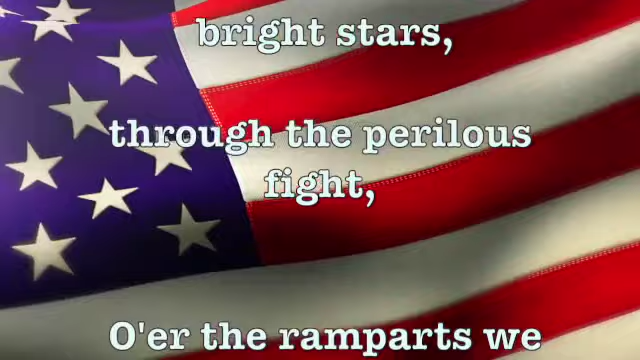 bright stars,
through the perilous
fight,
O'er the ramparts we